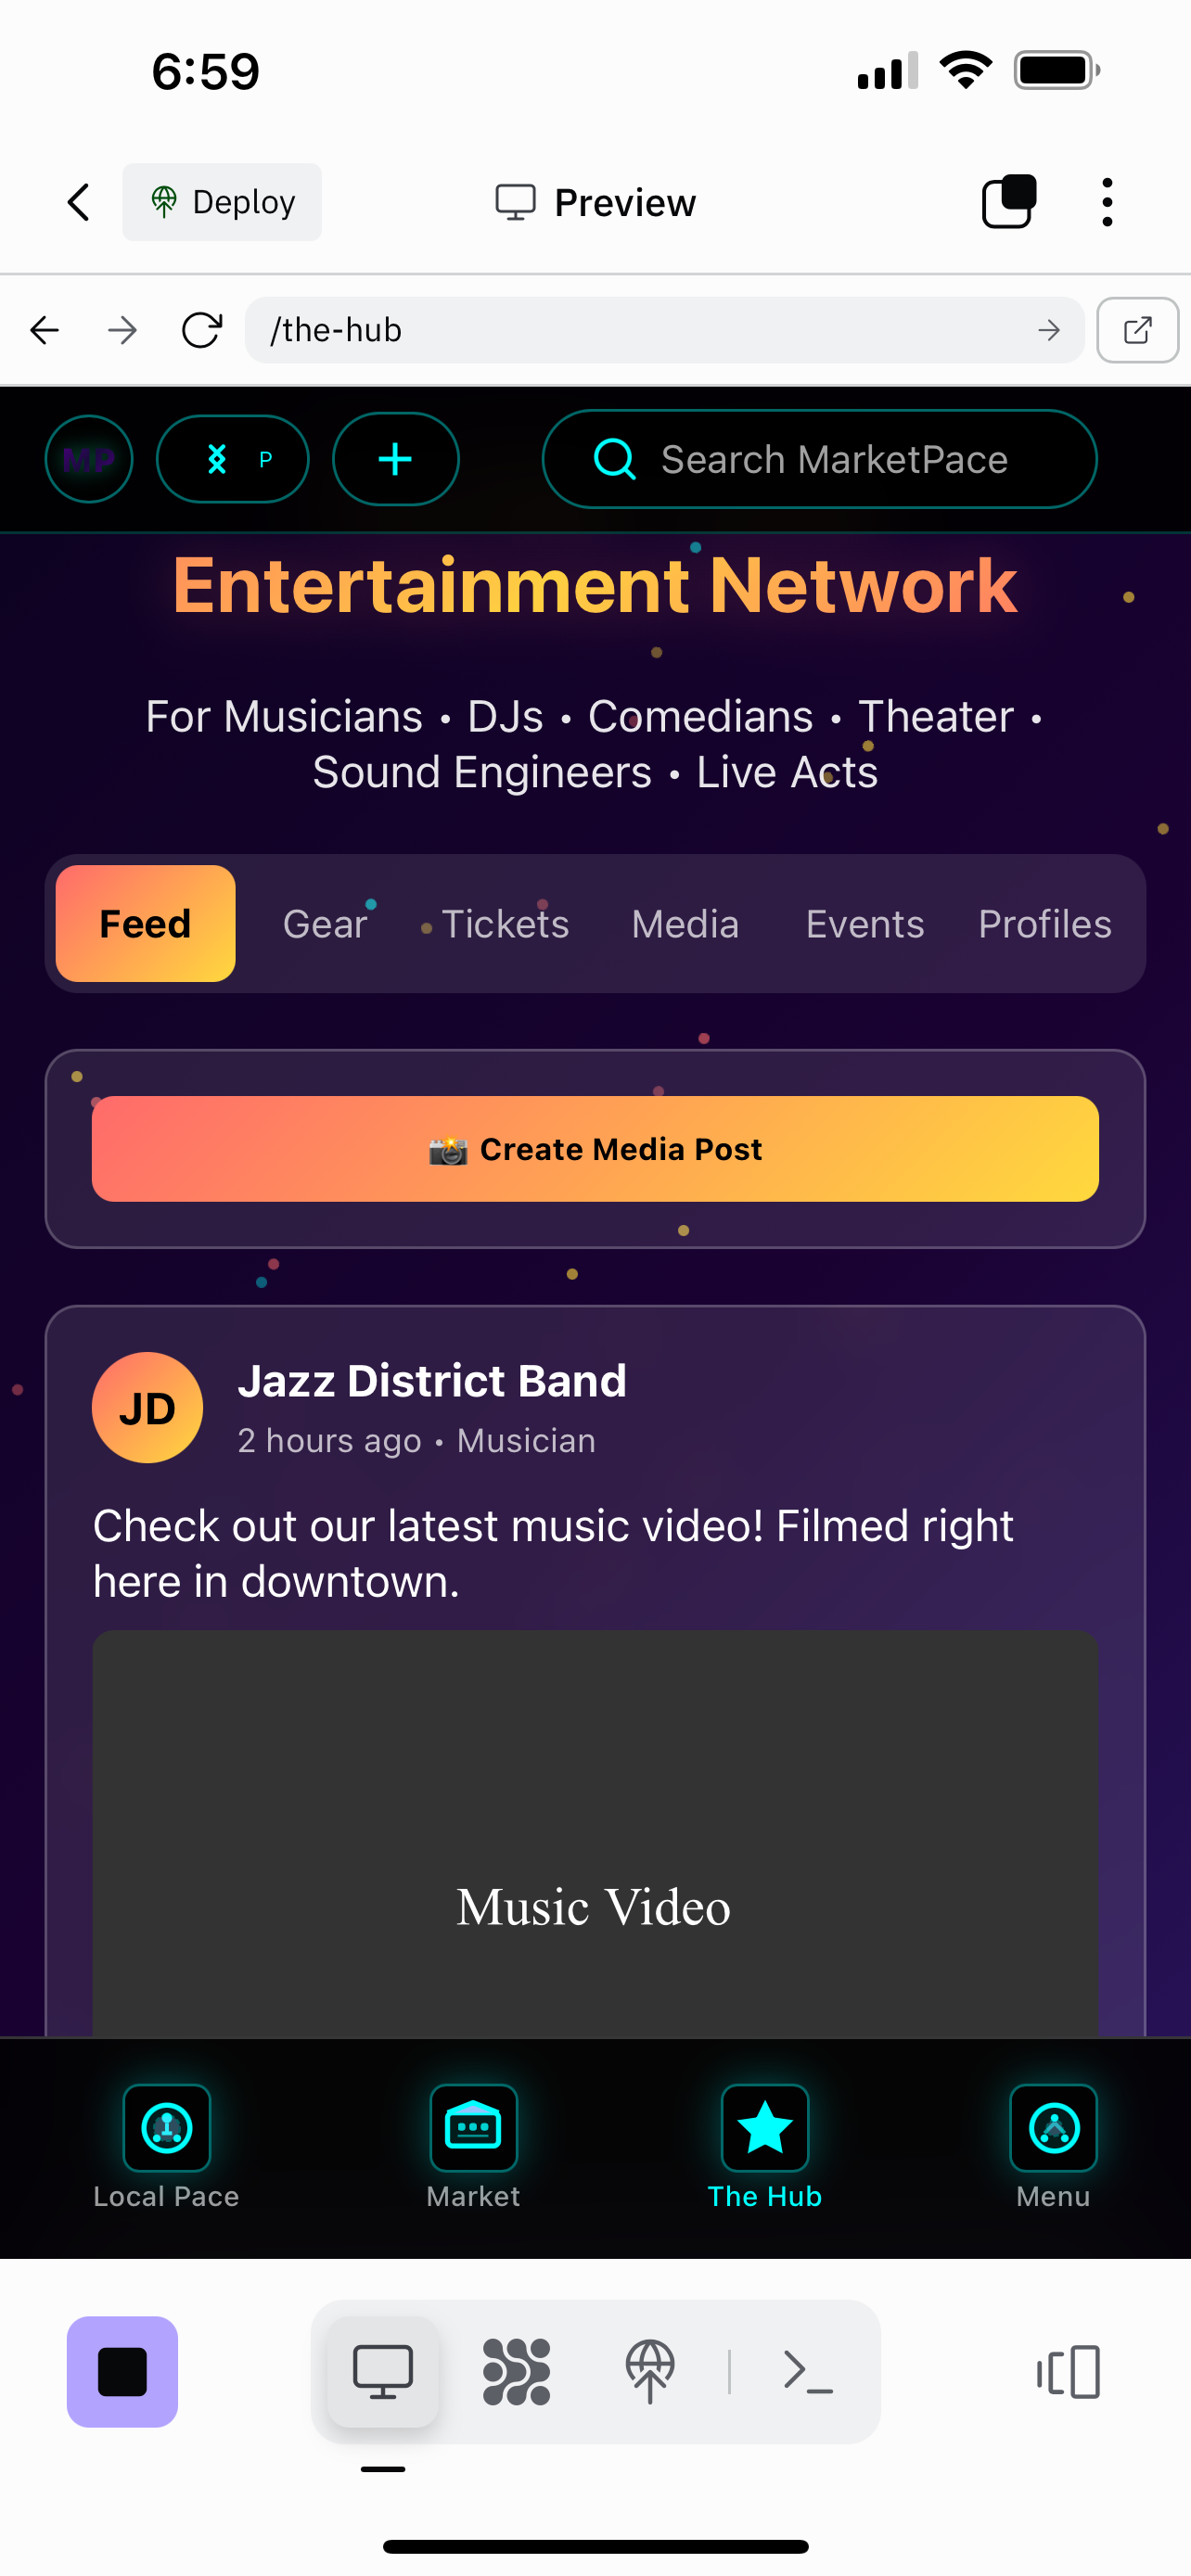 6:59
Deploy
Preview
/the-hub
MP
P
Search MarketPace
Entertainment Network
For Musicians • DJs • Comedians • Theater •
Sound Engineers • Live Acts
Feed
Gear
Tickets
Media
Events
Profiles
📸 Create Media Post
JD
Jazz District Band
2 hours ago • Musician
Check out our latest music video! Filmed right
here in downtown.
Music Video
Local Pace
Market
The Hub
Menu